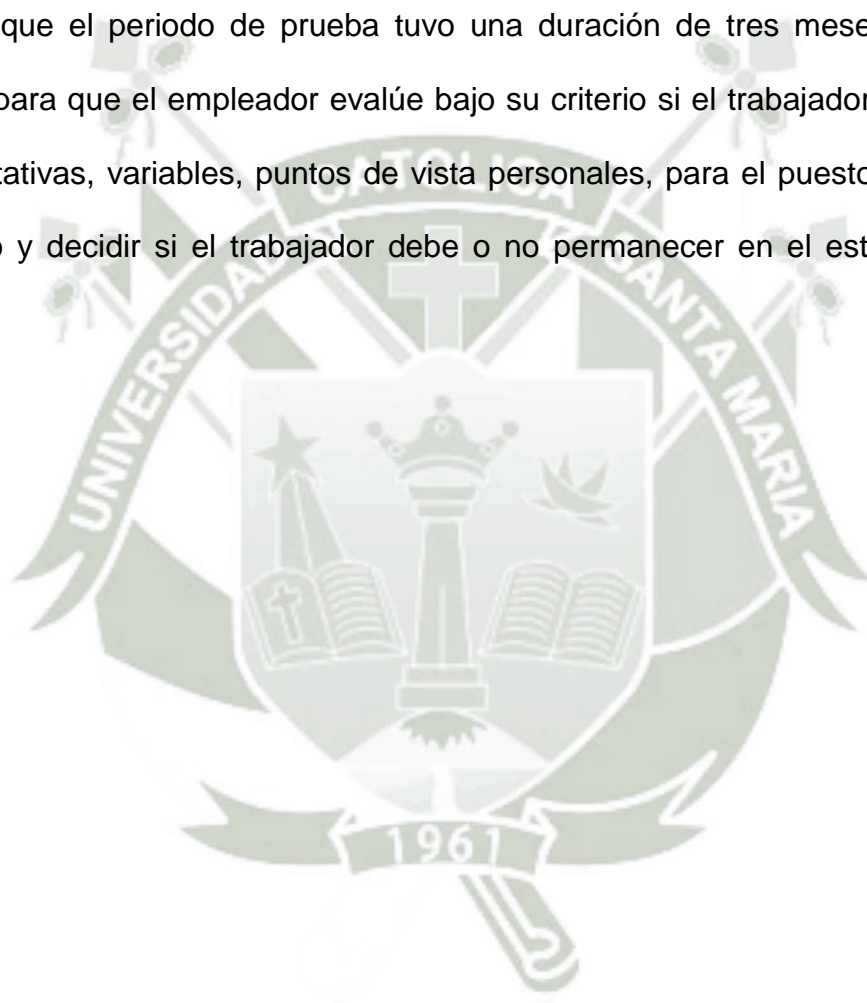 que el periodo de prueba tuvo una duración de tres mese
para que el empleador evalúe bajo su criterio si el trabajador
tativas, variables, puntos de vista personales, para el puesto
o y decidir si el trabajador debe o no permanecer en el est
UNIVERSIDAD CATOLICA SANTA MARIA
1961